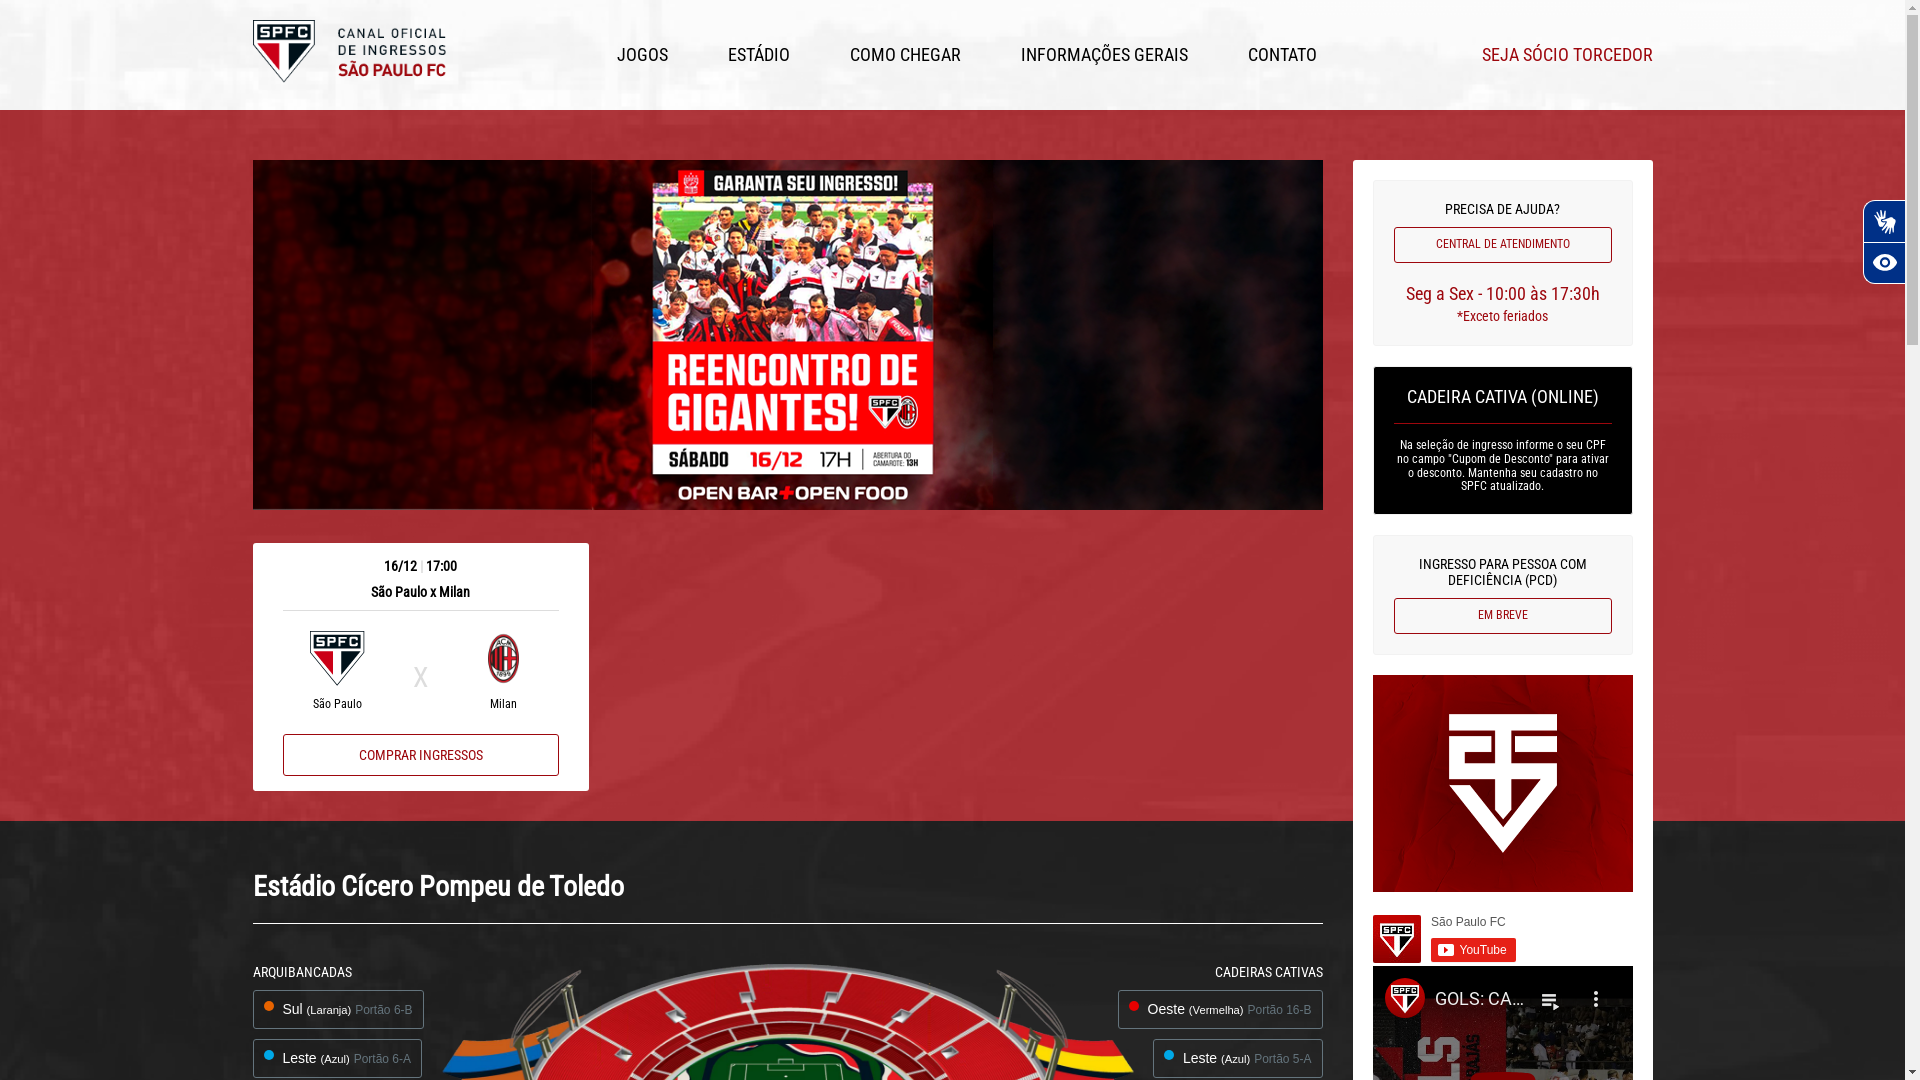 SPFC
CANAL OFICIAL
DE INGRESSOS
SÃO PAULO FC
JOGOS
ESTÁDIO
COMO CHEGAR
INFORMAÇÕES GERAIS
CONTATO
SEJA SÓCIO TORCEDOR
GARANTA SEU INGRESSO!
REENCONTRO DE
GIGANTES!
SPFC
SÁBADO 16/12 17H ABERTURA DO
CAMAROTE: 13H
OPEN BAR+OPEN FOOD
16/12 | 17:00
São Paulo x Milan
SPFC
X
São Paulo
Milan
COMPRAR INGRESSOS
PRECISA DE AJUDA?
CENTRAL DE ATENDIMENTO
Seg a Sex - 10:00 às 17:30h
*Exceto feriados
CADEIRA CATIVA (ONLINE)
Na seleção de ingresso informe o seu CPF
no campo "Cupom de Desconto" para ativar
o desconto. Mantenha seu cadastro no
SPFC atualizado.
INGRESSO PARA PESSOA COM
DEFICIÊNCIA (PCD)
EM BREVE
São Paulo FC
YouTube
GOLS: CA...
Estádio Cícero Pompeu de Toledo
ARQUIBANCADAS
Sul (Laranja) Portão 6-B
Leste (Azul) Portão 6-A
CADEIRAS CATIVAS
Oeste (Vermelha) Portão 16-B
Leste (Azul) Portão 5-A